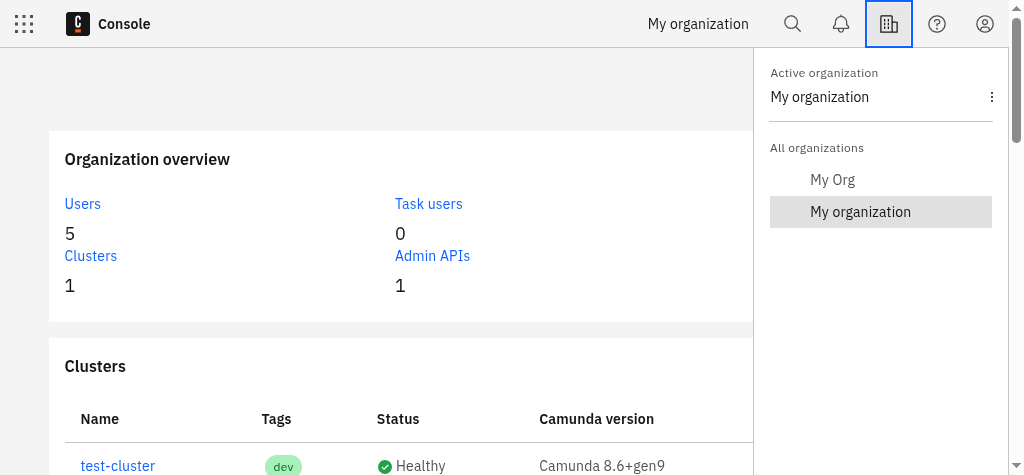 C Console My organization
Active organization
My organization
All organizations
My Org
My organization
Organization overview
Users Task users
5 0
Clusters Admin APIs
1 1
Clusters
Name Tags Status Camunda version
test-cluster dev Healthy Camunda 8.6+gen9